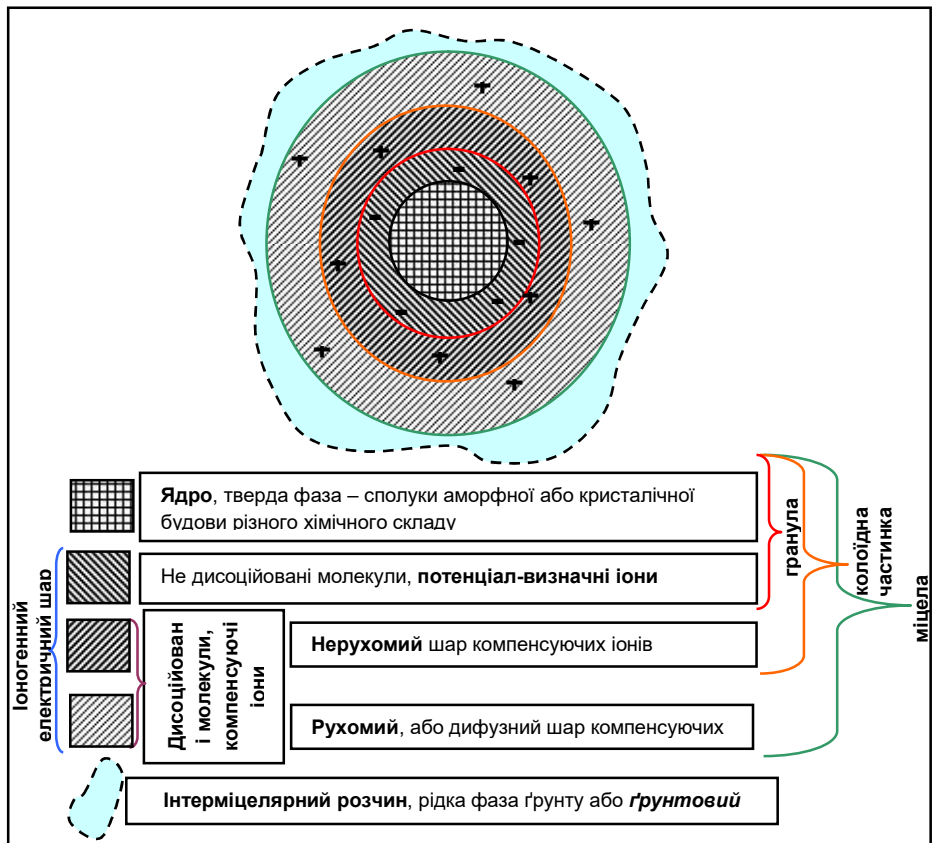 Ядро, тверда фаза – сполуки аморфної або кристалічної
будови різного хімічного складу
Не дисоційовані молекули, потенціал-визначні іони
Нерухомий шар компенсуючих іонів
Рухомий, або дифузний шар компенсуючих
Інтерміцелярний розчин, рідка фаза ґрунту або ґрунтовий
Іоногенний
електричний шар
Дисоційован
і молекули,
компенсуючі
іони
гранула
колоїдна
частинка
міцела